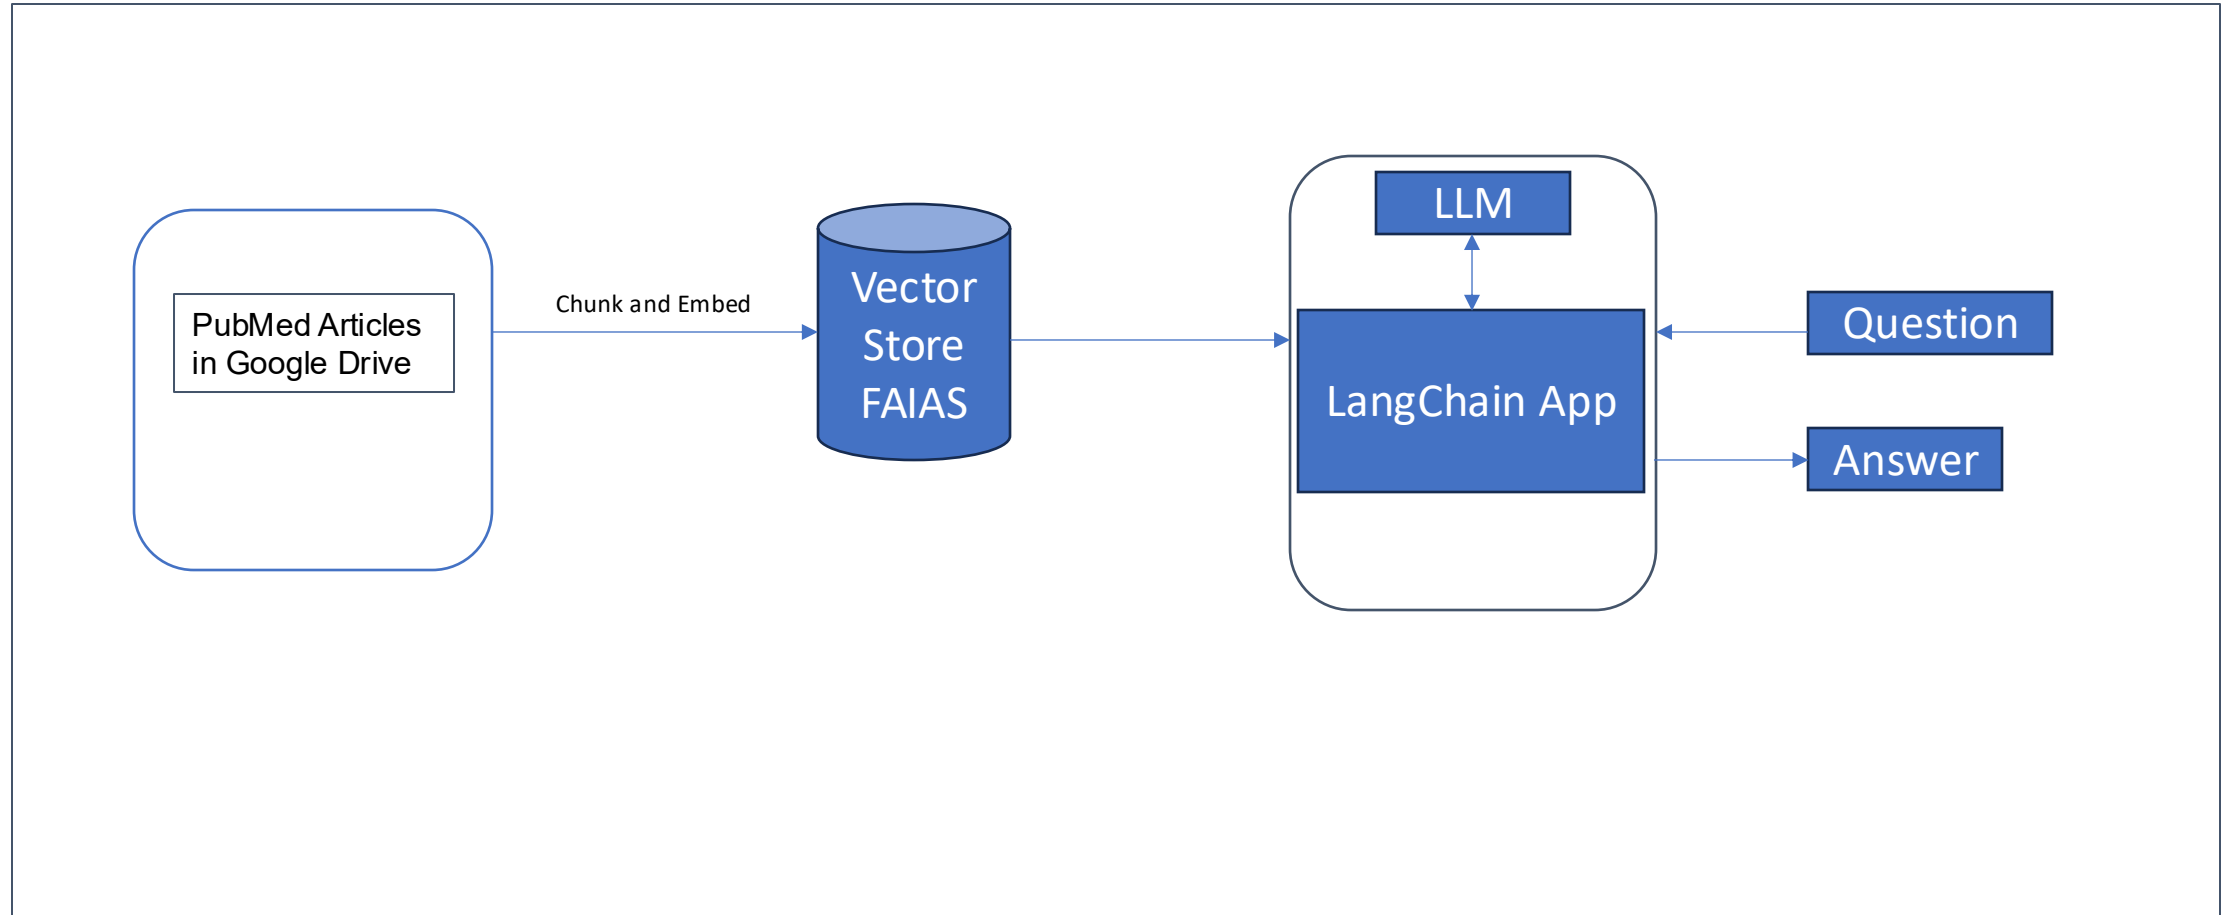 PubMed Articles
in Google Drive
Chunk and Embed
Vector
Store
FAIAS
LLM
LangChain App
Question
Answer